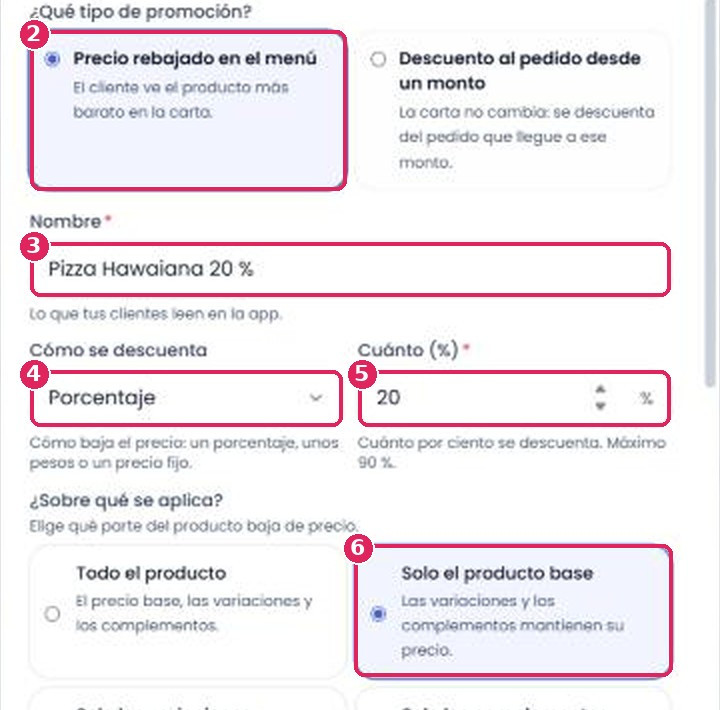 ¿Qué tipo de promoción?
2
Precio rebajado en el menú
El cliente ve el producto más
barato en la carta.
Descuento al pedido desde
un monto
La carta no cambia: se descuenta
del pedido que llegue a ese
monto.
Nombre *
3
Pizza Hawaiana 20 %
Lo que tus clientes leen en la app.
Cómo se descuenta
4
Porcentaje
Cómo baja el precio: un porcentaje, unos
pesos o un precio fijo.
Cuánto (%) *
5
20 %
Cuánto por ciento se descuenta. Máximo
90 %.
¿Sobre qué se aplica?
Elige qué parte del producto baja de precio.
Todo el producto
El precio base, las variaciones y
los complementos.
6
Solo el producto base
Las variaciones y los
complementos mantienen su
precio.